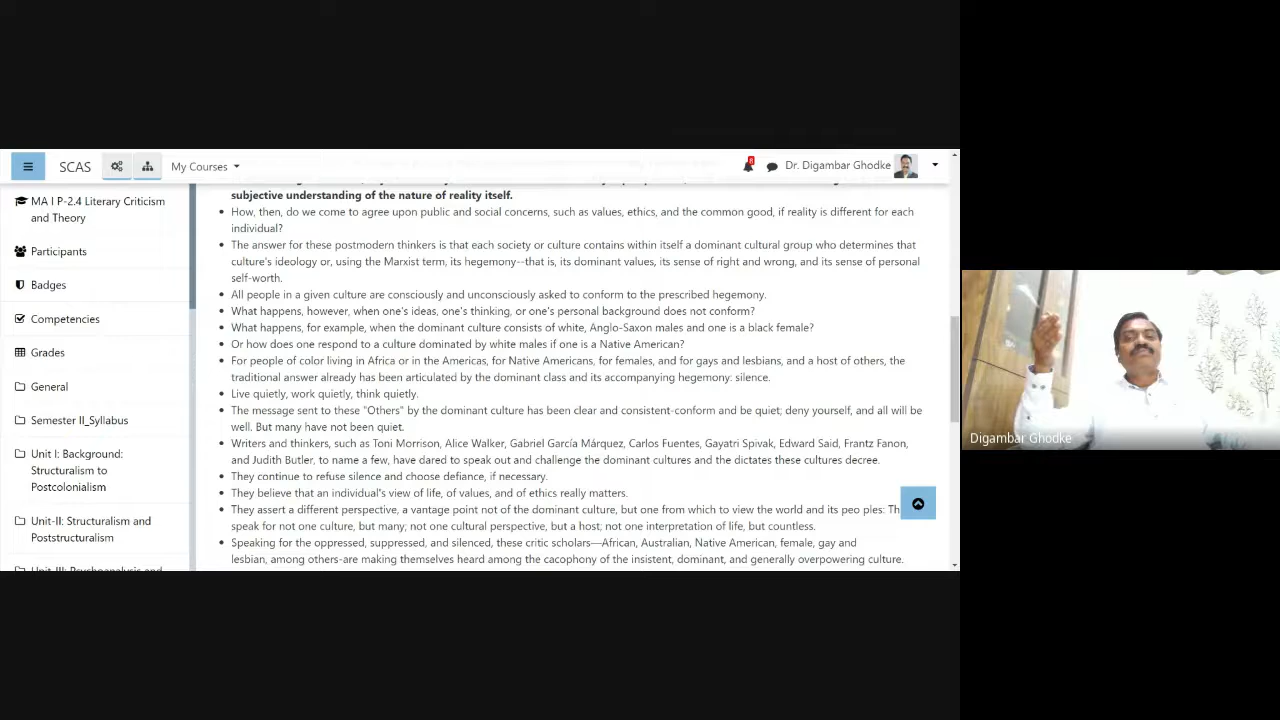 SCAS
My Courses
6
Dr. Digambar Ghodke
MA I P-2.4 Literary Criticism
and Theory
Participants
Badges
Competencies
Grades
General
Semester II_Syllabus
Unit I: Background:
Structuralism to
Postcolonialism
Unit-II: Structuralism and
Poststructuralism
Unit-III: Psychoanalysis and
subjective understanding of the nature of reality itself.
How, then, do we come to agree upon public and social concerns, such as values, ethics, and the common good, if reality is different for each
individual?
The answer for these postmodern thinkers is that each society or culture contains within itself a dominant cultural group who determines that
culture's ideology or, using the Marxist term, its hegemony--that is, its dominant values, its sense of right and wrong, and its sense of personal
self-worth.
All people in a given culture are consciously and unconsciously asked to conform to the prescribed hegemony.
What happens, however, when one's ideas, one's thinking, or one's personal background does not conform?
What happens, for example, when the dominant culture consists of white, Anglo-Saxon males and one is a black female?
Or how does one respond to a culture dominated by white males if one is a Native American?
For people of color living in Africa or in the Americas, for Native Americans, for females, and for gays and lesbians, and a host of others, the
traditional answer already has been articulated by the dominant class and its accompanying hegemony: silence.
Live quietly, work quietly, think quietly.
The message sent to these "Others" by the dominant culture has been clear and consistent-conform and be quiet; deny yourself, and all will be
well. But many have not been quiet.
Writers and thinkers, such as Toni Morrison, Alice Walker, Gabriel García Márquez, Carlos Fuentes, Gayatri Spivak, Edward Said, Frantz Fanon,
and Judith Butler, to name a few, have dared to speak out and challenge the dominant cultures and the dictates these cultures decree.
They continue to refuse silence and choose defiance, if necessary.
They believe that an individual's view of life, of values, and of ethics really matters.
They assert a different perspective, a vantage point not of the dominant culture, but one from which to view the world and its peo ples: Th
speak for not one culture, but many; not one cultural perspective, but a host; not one interpretation of life, but countless.
Speaking for the oppressed, suppressed, and silenced, these critic scholars—African, Australian, Native American, female, gay and
lesbian, among others-are making themselves heard among the cacophony of the insistent, dominant, and generally overpowering culture.
Digambar Ghodke